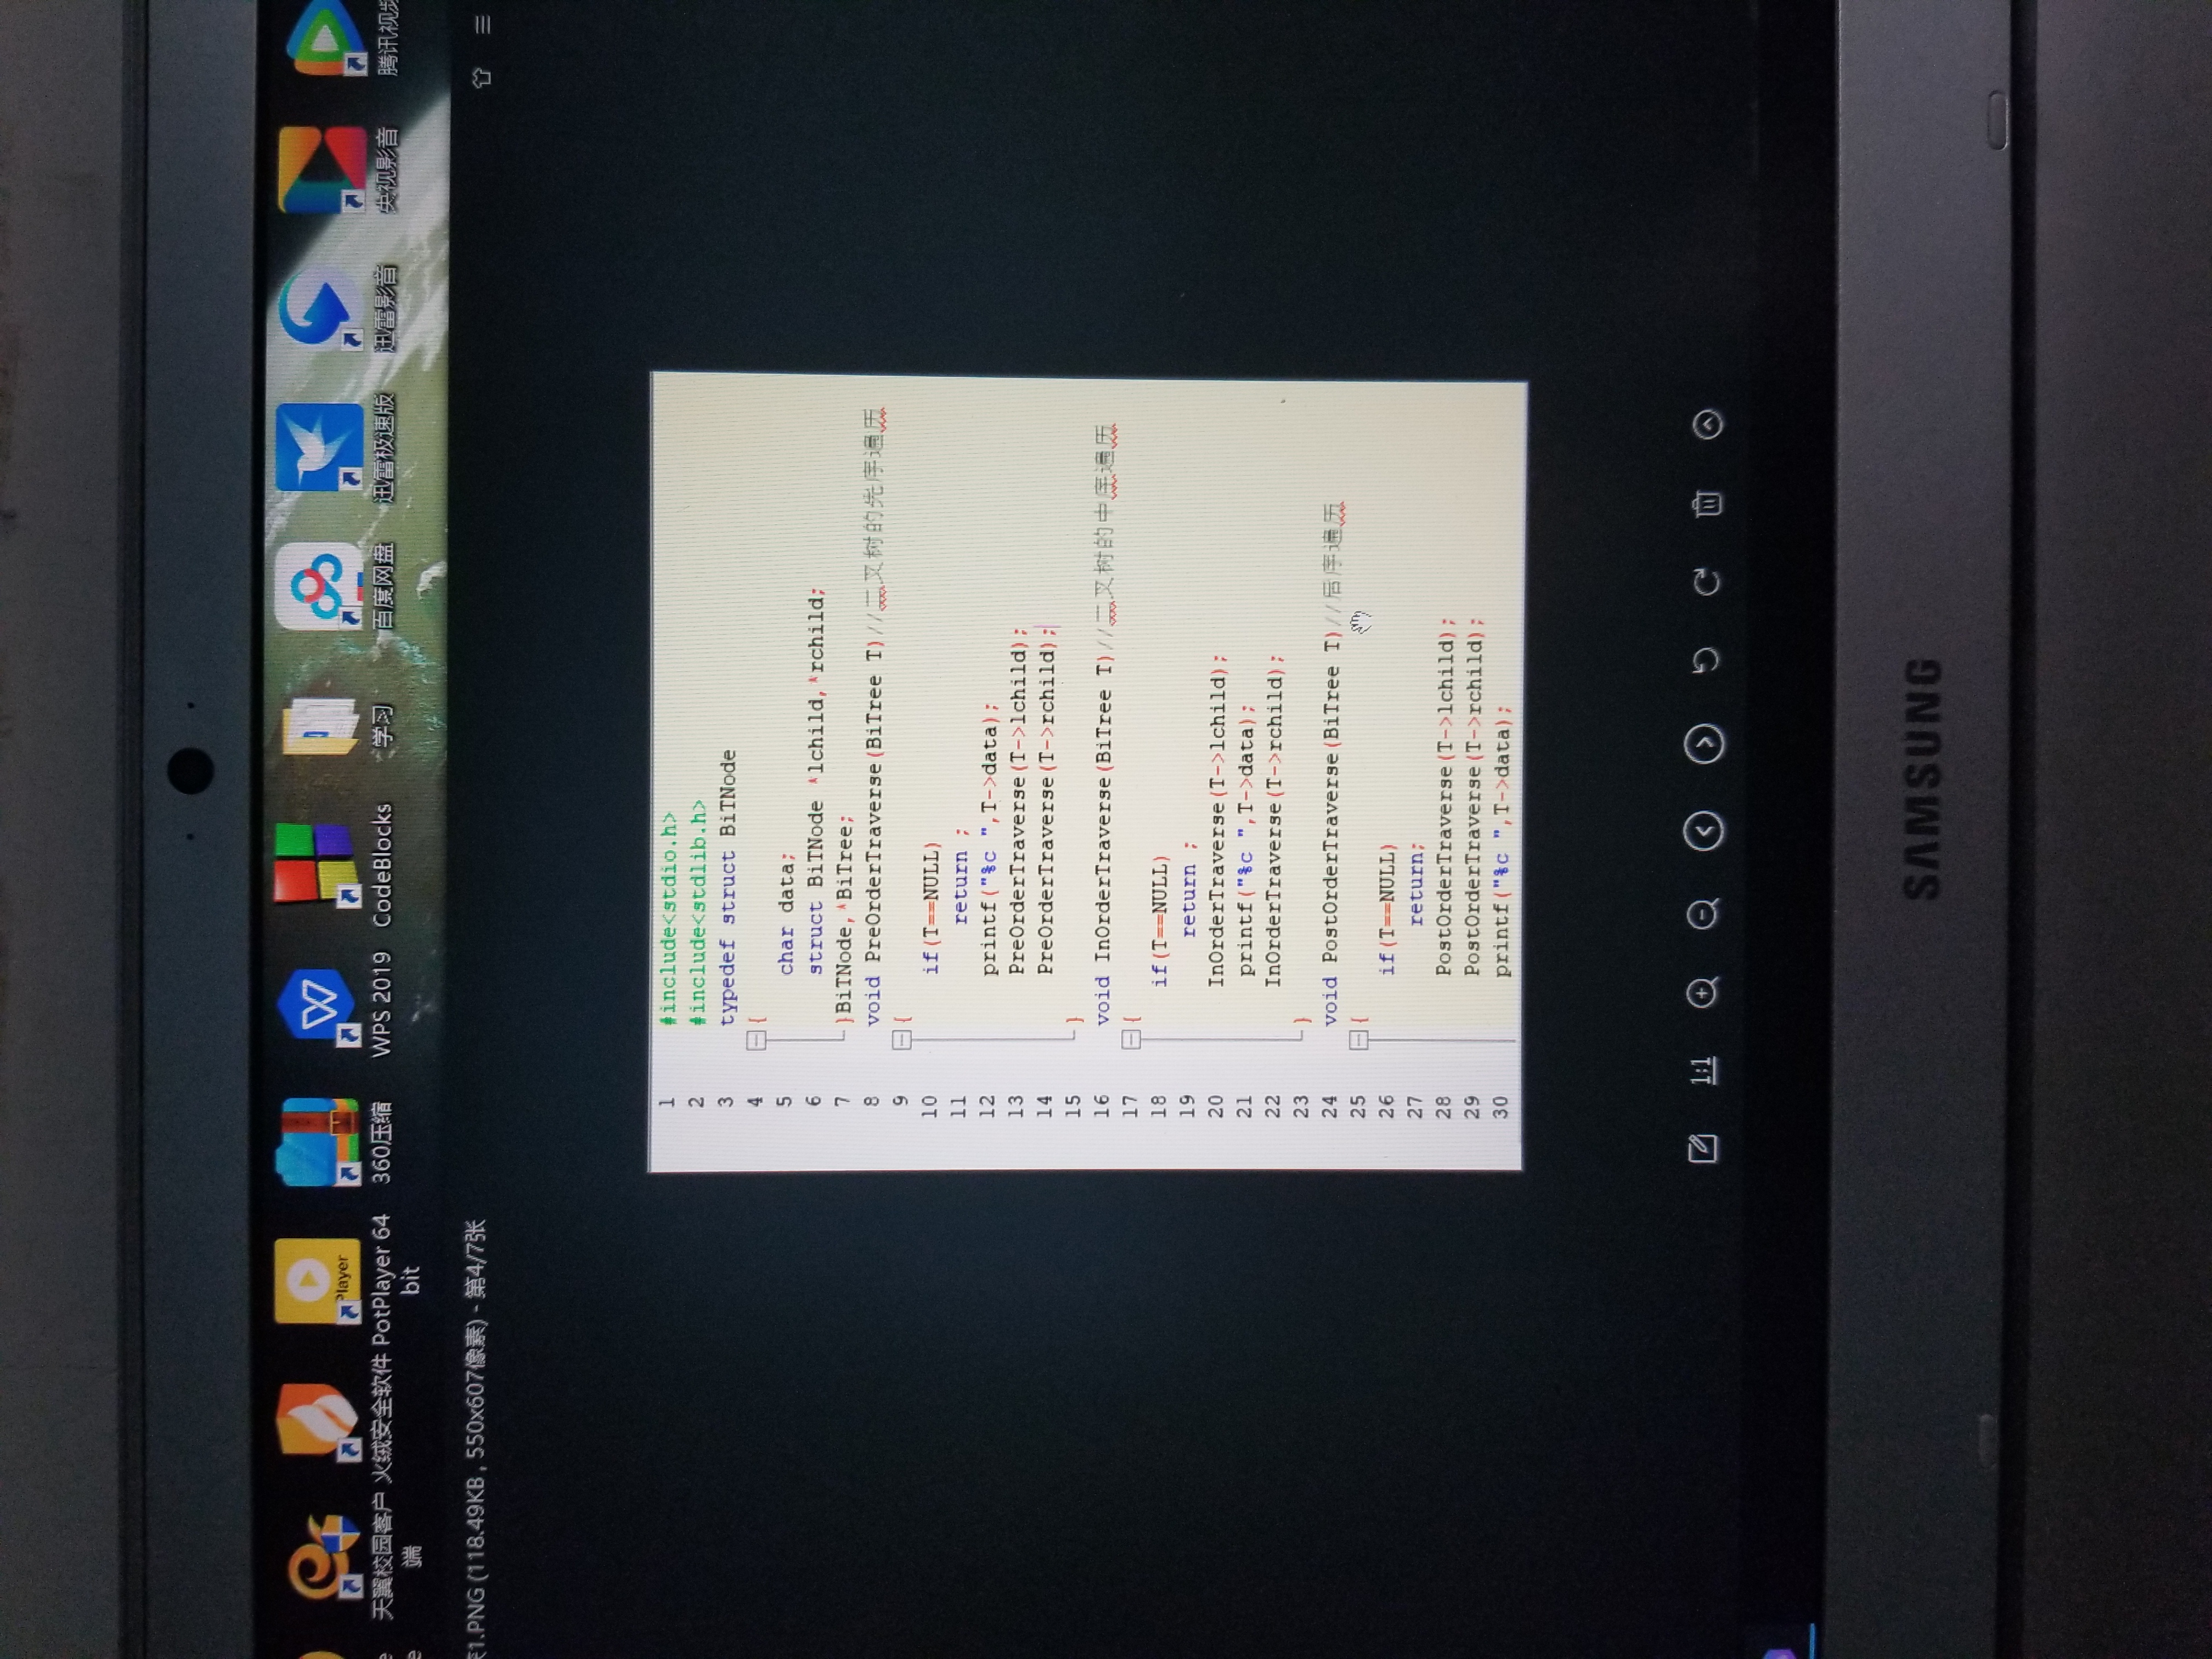 天翼校园客户端
火绒安全软件
PotPlayer 64 bit
Player
360压缩
WPS 2019
CodeBlocks
学习
百度网盘
迅雷极速版
迅雷影音
央视影音
腾讯视频
1.PNG (118.49KB , 550x607像素) - 第4/7张
1 #include<stdio.h>
2 #include<stdlib.h>
3 typedef struct BiTNode
4 {
5 char data;
6 struct BiTNode *lchild,*rchild;
7 }BiTNode,*BiTree;
8 void PreOrderTraverse(BiTree T)//二叉树的先序遍历
9 {
10 if(T==NULL)
11 return ;
12 printf("%c ",T->data);
13 PreOrderTraverse(T->lchild);
14 PreOrderTraverse(T->rchild);
15 }
16 void InOrderTraverse(BiTree T)//二叉树的中序遍历
17 {
18 if(T==NULL)
19 return ;
20 InOrderTraverse(T->lchild);
21 printf("%c ",T->data);
22 InOrderTraverse(T->rchild);
23 }
24 void PostOrderTraverse(BiTree T)//后序遍历
25 {
26 if(T==NULL)
27 return;
28 PostOrderTraverse(T->lchild);
29 PostOrderTraverse(T->rchild);
30 printf("%c ",T->data);
1:1
SAMSUNG